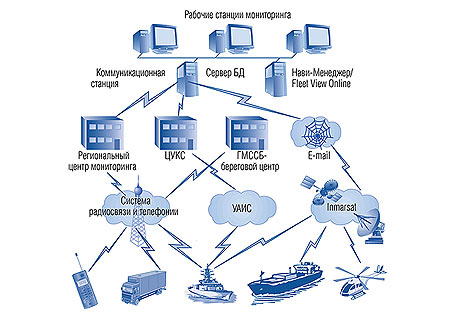 Рабочие станции мониторинга
Коммуникационная
станция
Сервер БД
Нави-Менеджер/
Fleet View Online
Региональный
центр мониторинга
ЦУКС
ГМССБ-
береговой центр
E-mail
Система
радиосвязи и телефонии
УАИС
Inmarsat